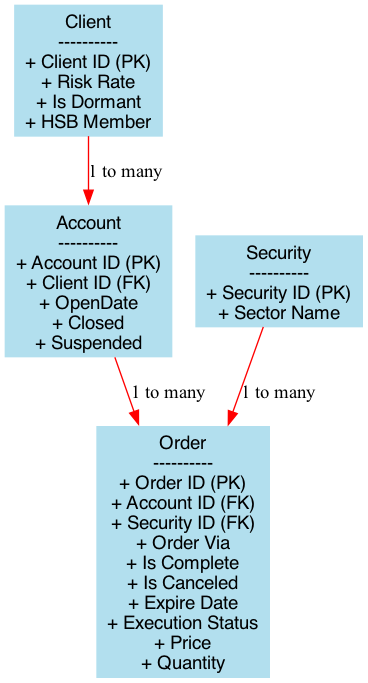 Client
----------
+ Client ID (PK)
+ Risk Rate
+ Is Dormant
+ HSB Member
1 to many
Account
----------
+ Account ID (PK)
+ Client ID (FK)
+ OpenDate
+ Closed
+ Suspended
Security
----------
+ Security ID (PK)
+ Sector Name
1 to many
1 to many
Order
----------
+ Order ID (PK)
+ Account ID (FK)
+ Security ID (FK)
+ Order Via
+ Is Complete
+ Is Canceled
+ Expire Date
+ Execution Status
+ Price
+ Quantity